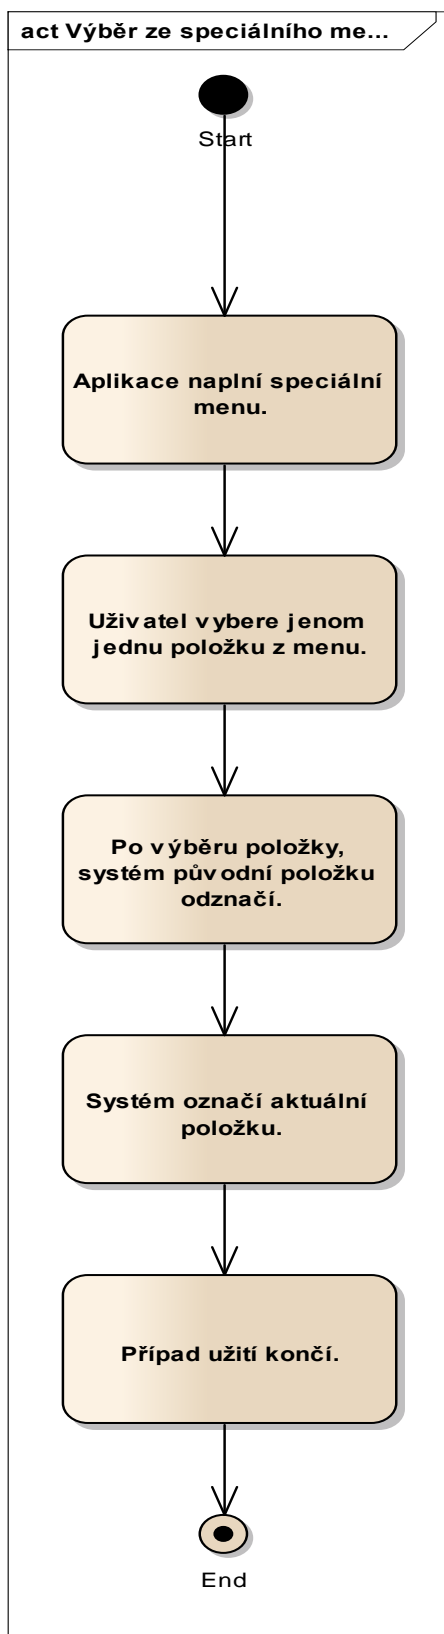 act Výběr ze speciálního me...
Start
Aplikace naplní speciální
menu.
Uživatel vybere jenom
jednu položku z menu.
Po výběru položky,
systém původní položku
odznačí.
Systém označí aktuální
položku.
Případ užití končí.
End